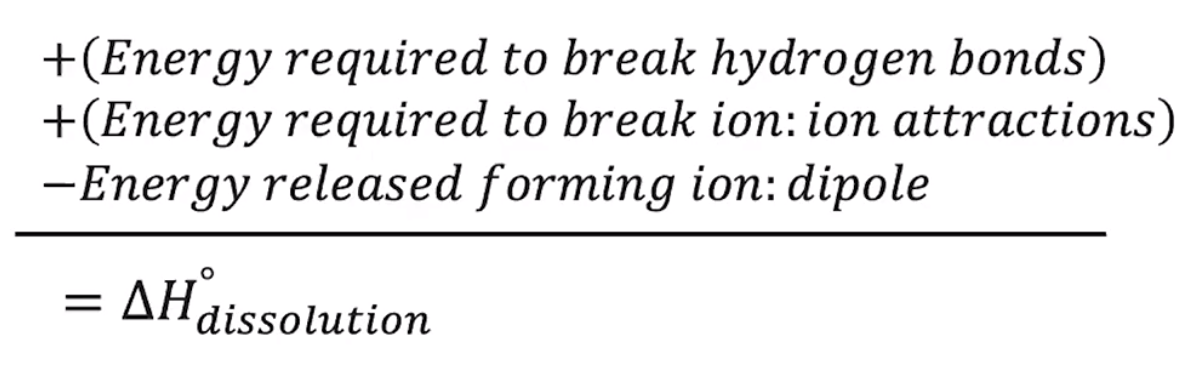 +(Energy required to break hydrogen bonds)
+(Energy required to break ion: ion attractions)
−Energy released forming ion: dipole
= ΔH°dissolution